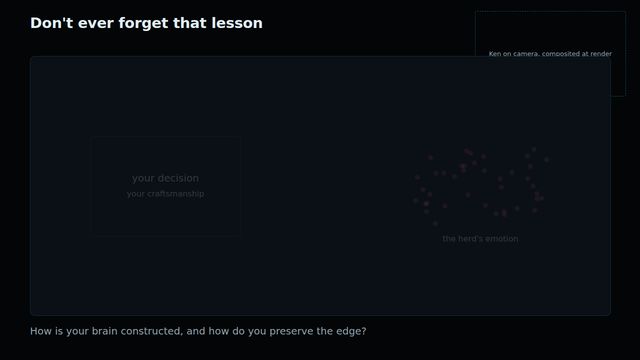 Don't ever forget that lesson
Ken on camera, composited at render
your decision
your craftsmanship
the herd's emotion
How is your brain constructed, and how do you preserve the edge?